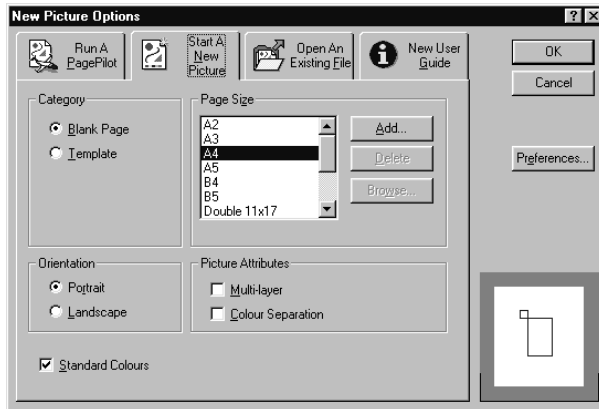 New Picture Options
Run A
PagePilot
Start A
New
Picture
Open An
Existing File
New User
Guide
OK
Cancel
Preferences...
Category
Blank Page
Template
Page Size
A2
A3
A4
A5
B4
B5
Double 11x17
Add...
Delete
Browse...
Orientation
Portrait
Landscape
Picture Attributes
Multi-layer
Colour Separation
Standard Colours